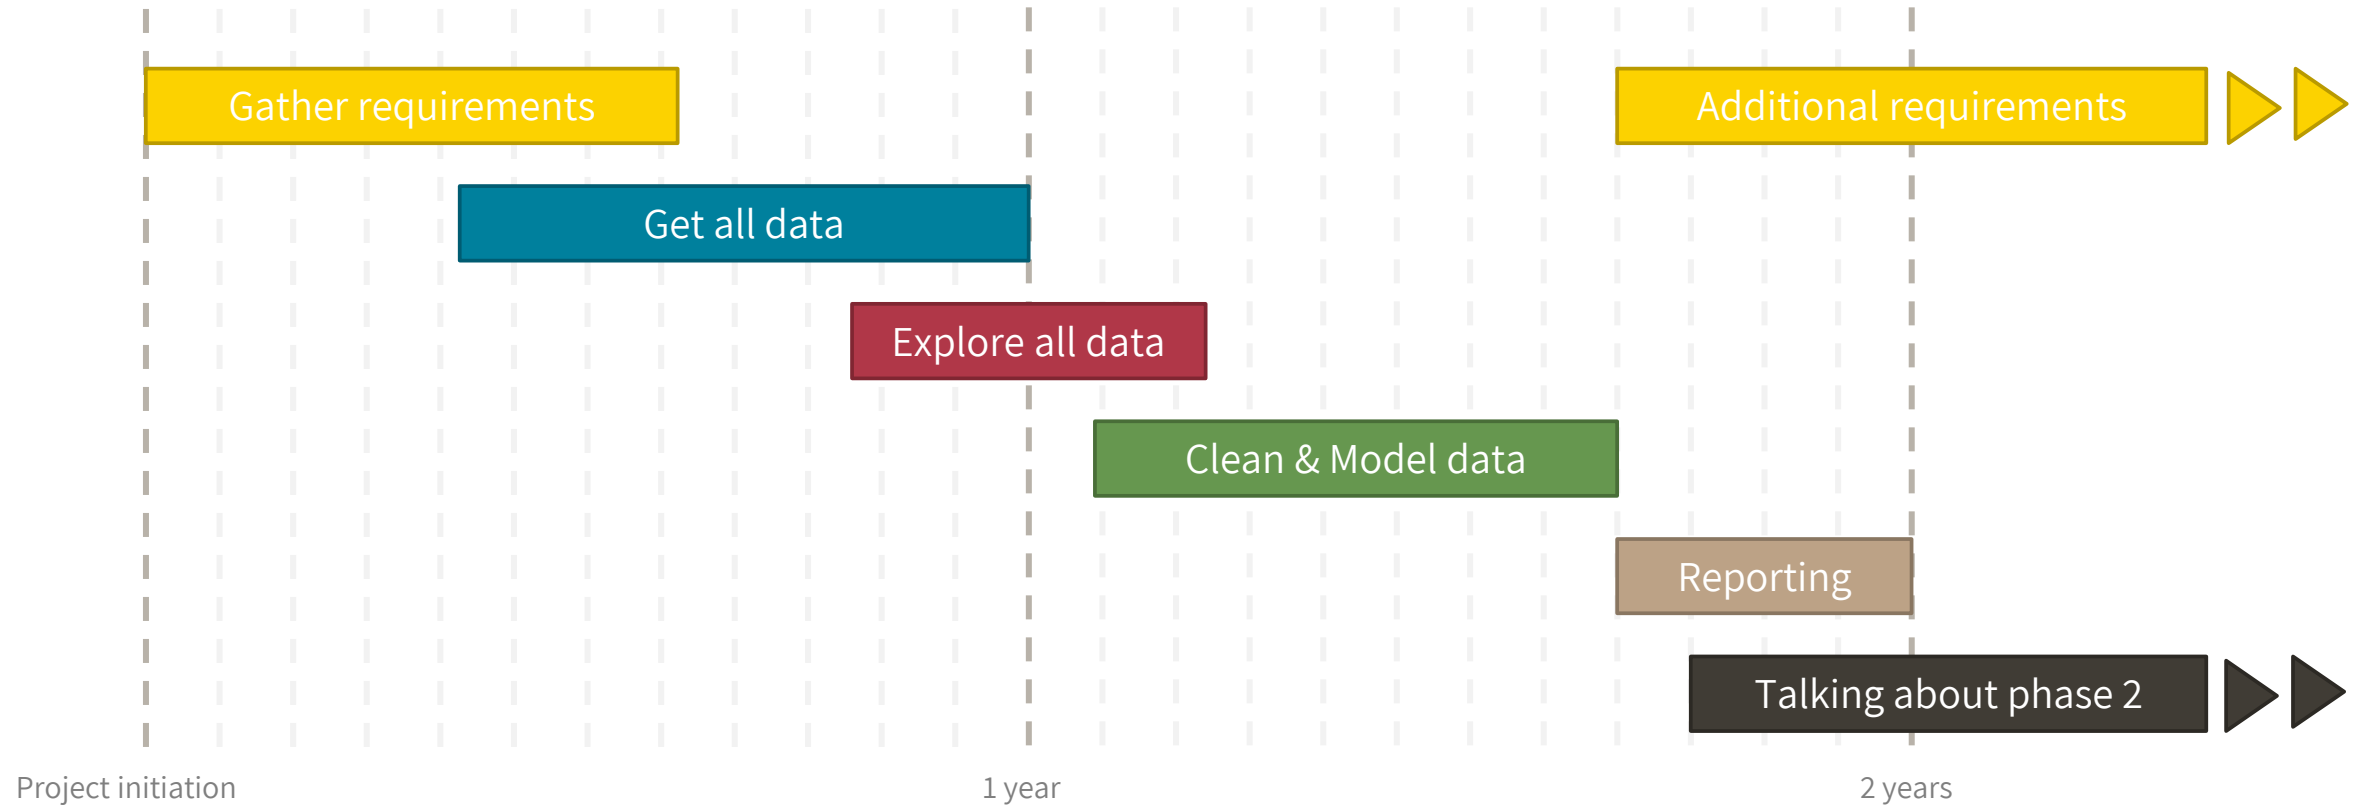 Gather requirements
Additional requirements
Get all data
Explore all data
Clean & Model data
Reporting
Talking about phase 2
Project initiation
1 year
2 years